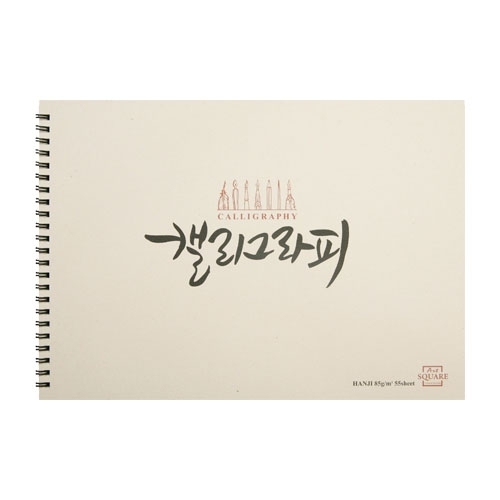 CALLIGRAPHY
캘리그라피
HANJI 85g/m² 55sheet
Art
SQUARE